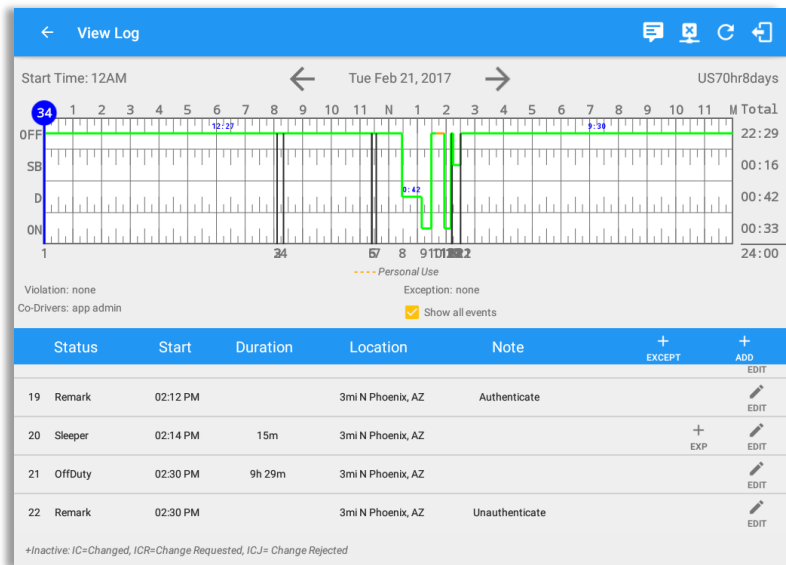 View Log
Start Time: 12AM
Tue Feb 21, 2017
US70hr8days
34 1 2 3 4 5 6 7 8 9 10 11 N 1 2 3 4 5 6 7 8 9 10 11 M Total
OFF 12:27 9:30 22:29
SB 00:16
D 0:42 00:42
ON 00:33
1 8 24:00
Personal Use
Violation: none
Exception: none
Co-Drivers: app admin
Show all events
Status Start Duration Location Note + EXCEPT + ADD
EDIT
19 Remark 02:12 PM 3mi N Phoenix, AZ Authenticate EDIT
20 Sleeper 02:14 PM 15m 3mi N Phoenix, AZ + EXP EDIT
21 OffDuty 02:30 PM 9h 29m 3mi N Phoenix, AZ EDIT
22 Remark 02:30 PM 3mi N Phoenix, AZ Unauthenticate EDIT
+Inactive: IC=Changed, ICR=Change Requested, ICJ= Change Rejected